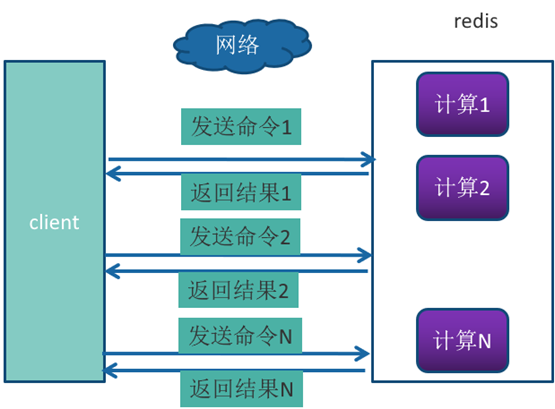 redis
网络
计算1
发送命令1
计算2
返回结果1
client
发送命令2
返回结果2
发送命令N
计算N
返回结果N